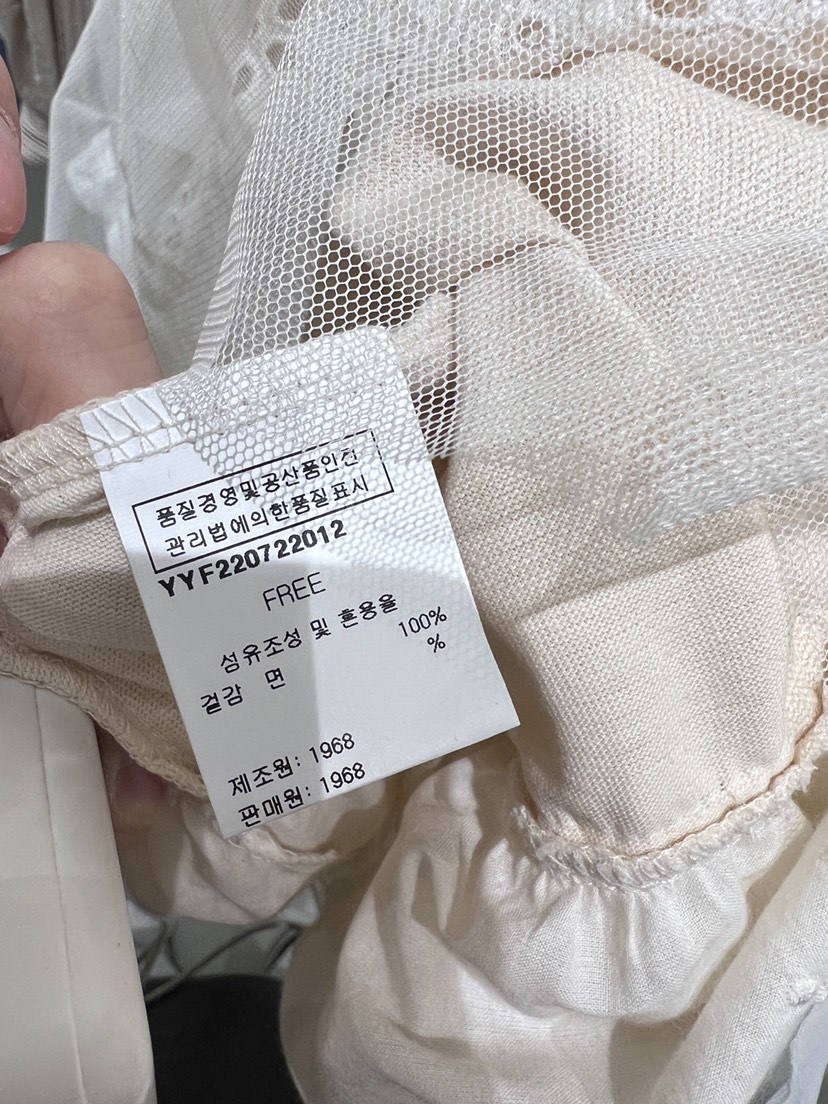 품질경영및공산품안전
관리법에의한품질표시
YYF220722012
FREE
섬유조성 및 혼용율
겉감 면 100%
%
제조원: 1968
판매원: 1968